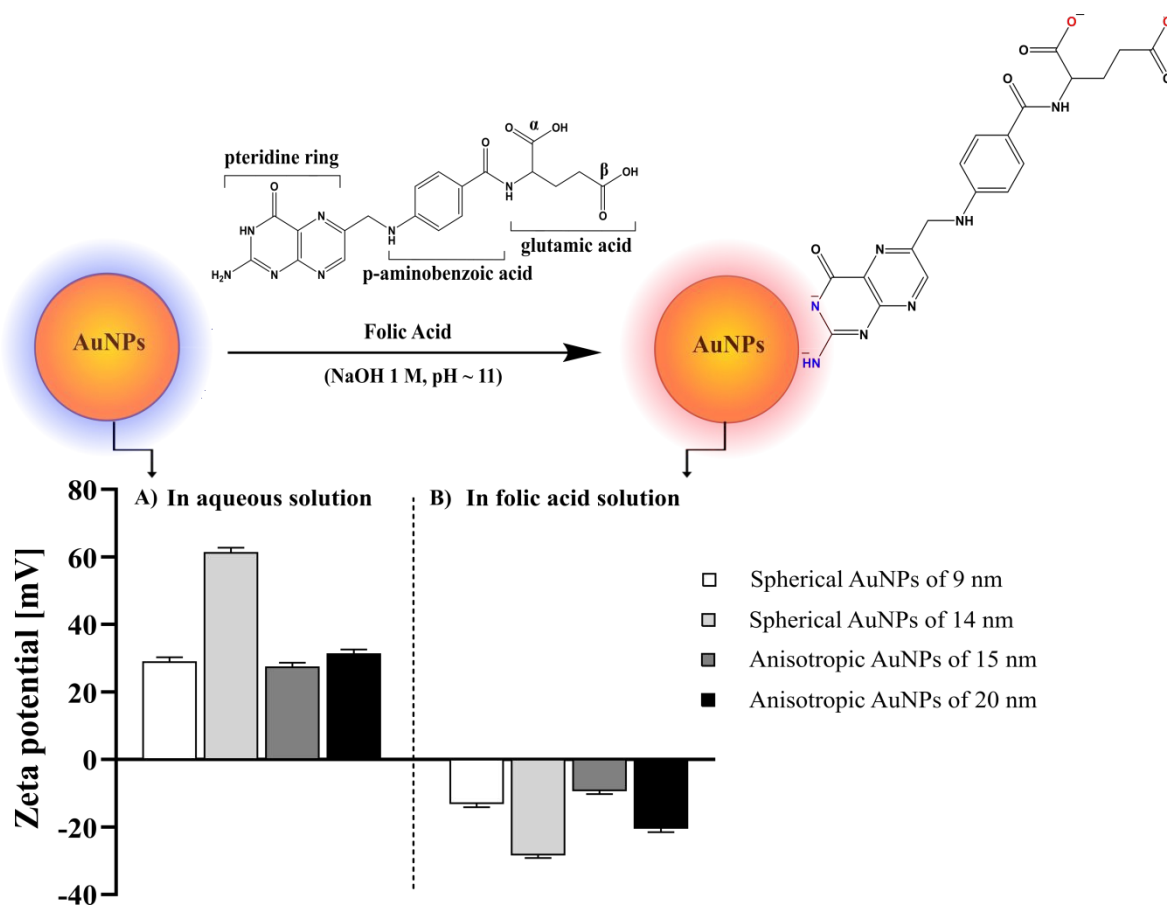 O⁻
O⁻
O
O
O
NH
NH
O
N
N
N⁻
N
HN⁻
pteridine ring
O
α
OH
O
O
β
OH
O
N
H
NH
N
N
H
H₂N
N
N
glutamic acid
p-aminobenzoic acid
AuNPs
Folic Acid
(NaOH 1 M, pH ~ 11)
AuNPs
A) In aqueous solution
B) In folic acid solution
Zeta potential [mV]
80
60
40
20
0
-20
-40
Spherical AuNPs of 9 nm
Spherical AuNPs of 14 nm
Anisotropic AuNPs of 15 nm
Anisotropic AuNPs of 20 nm